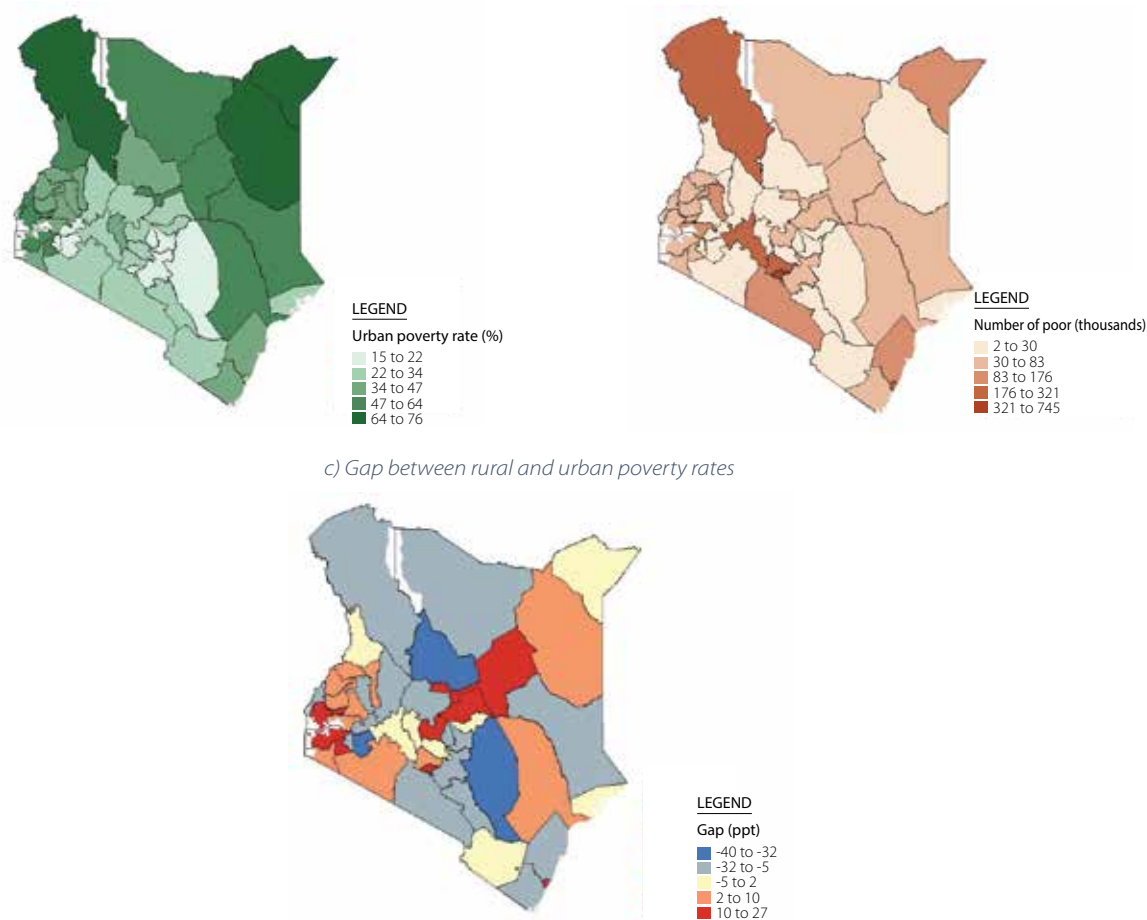 LEGEND
Urban poverty rate (%)
15 to 22
22 to 34
34 to 47
47 to 64
64 to 76
LEGEND
Number of poor (thousands)
2 to 30
30 to 83
83 to 176
176 to 321
321 to 745
c) Gap between rural and urban poverty rates
LEGEND
Gap (ppt)
-40 to -32
-32 to -5
-5 to 2
2 to 10
10 to 27